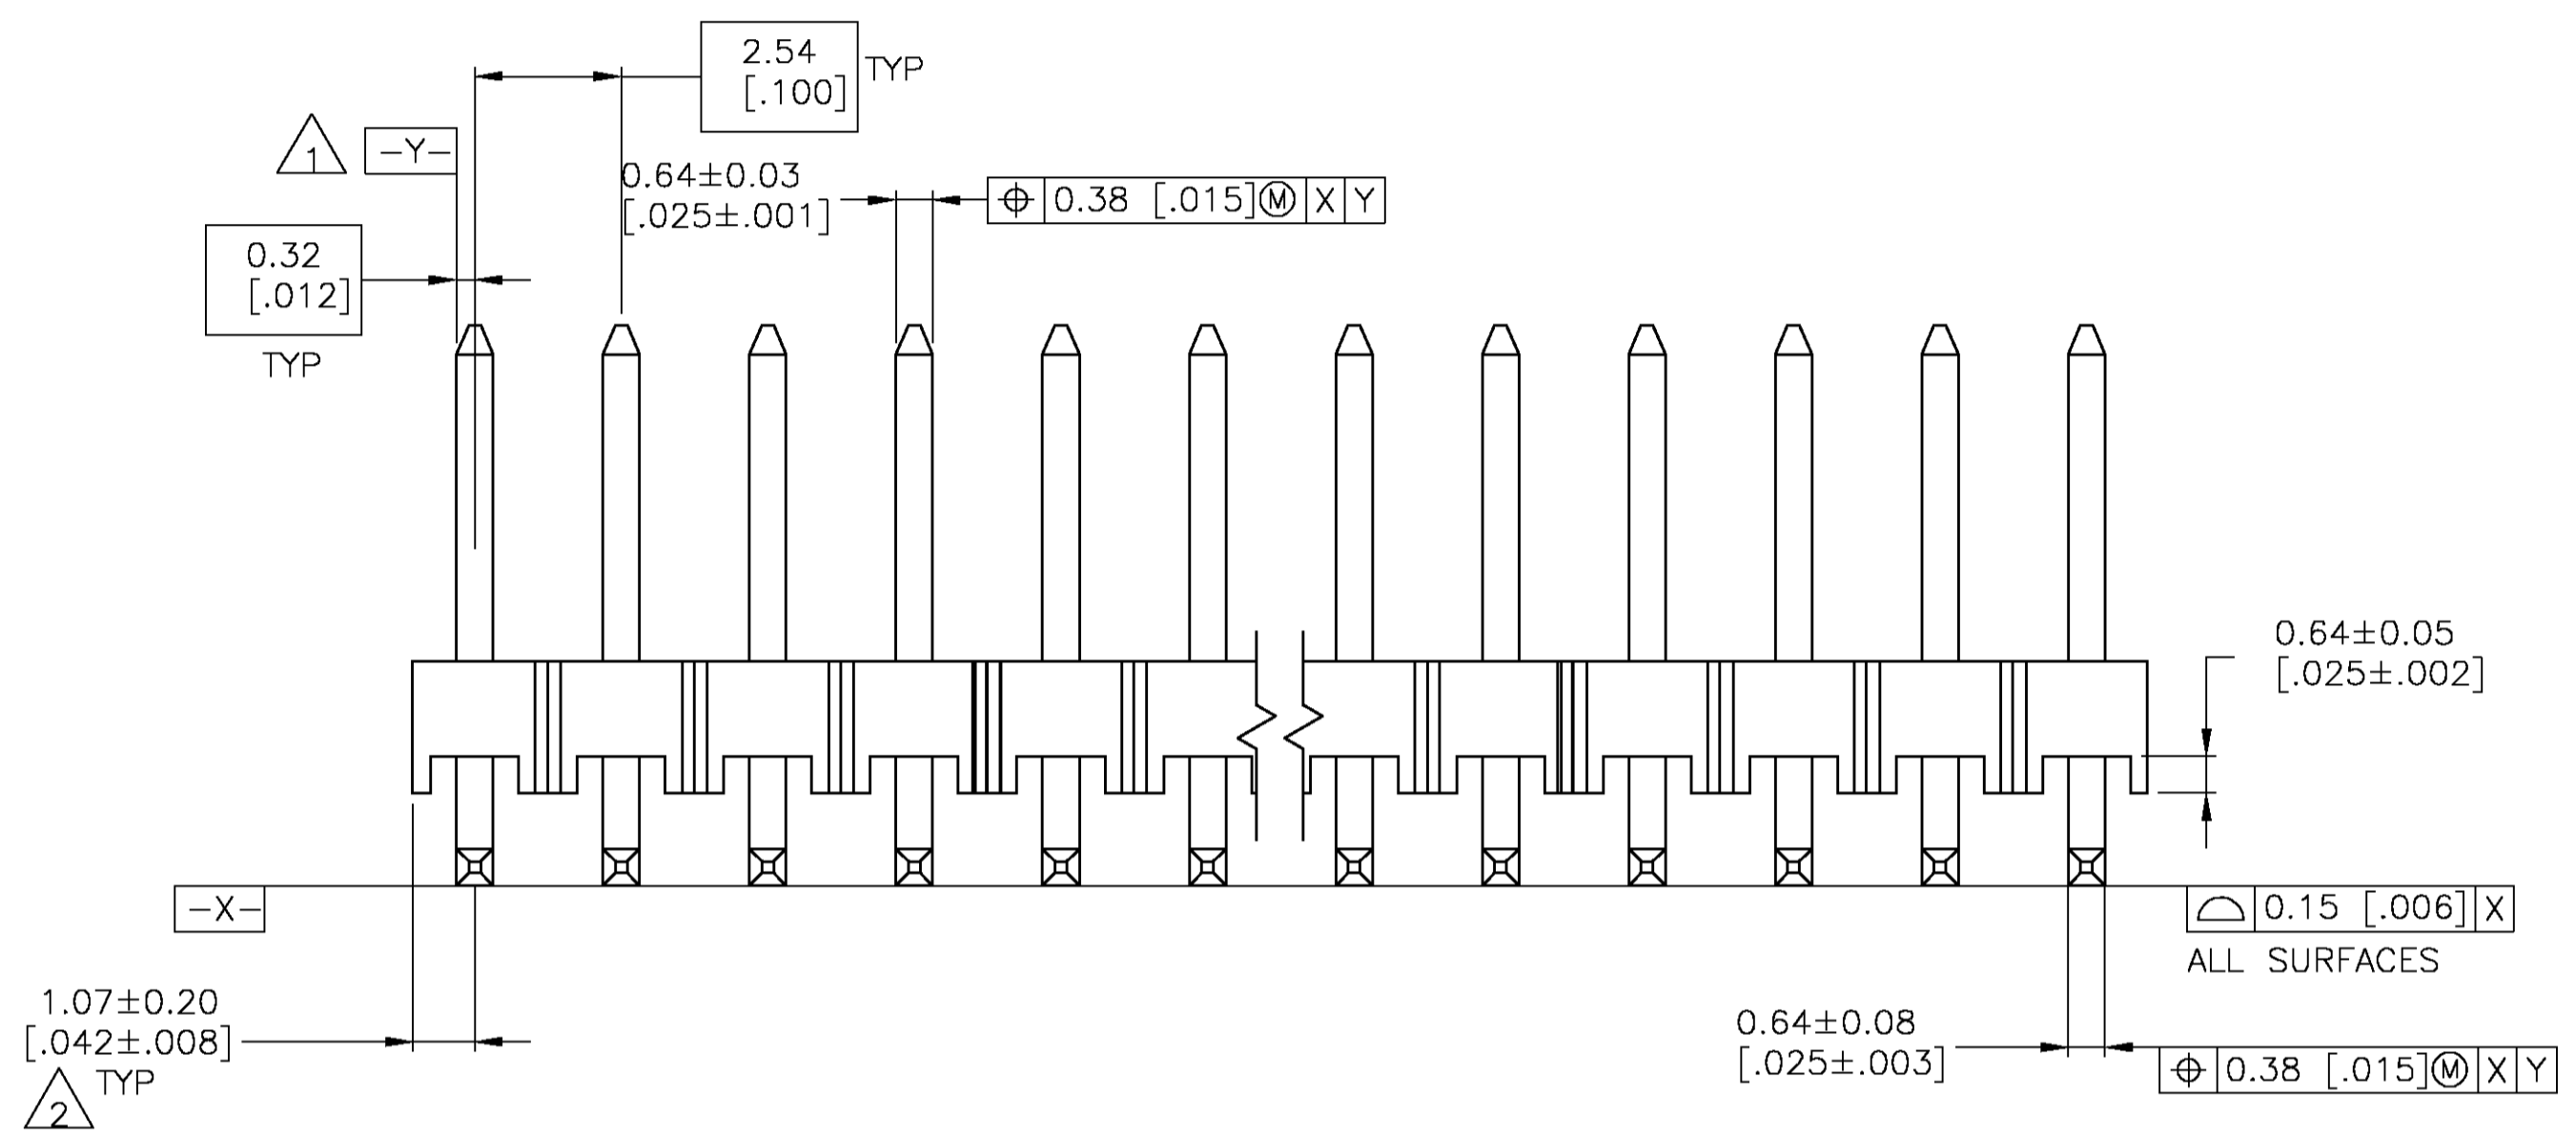 2.54
[.100]
TYP
1
-Y-
0.64±0.03
[.025±.001]
⌖ 0.38 [.015]Ⓜ X Y
0.32
[.012]
TYP
0.64±0.05
[.025±.002]
-X-
⌓ 0.15 [.006] X
ALL SURFACES
1.07±0.20
[.042±.008]
TYP
2
0.64±0.08
[.025±.003]
⌖ 0.38 [.015]Ⓜ X Y